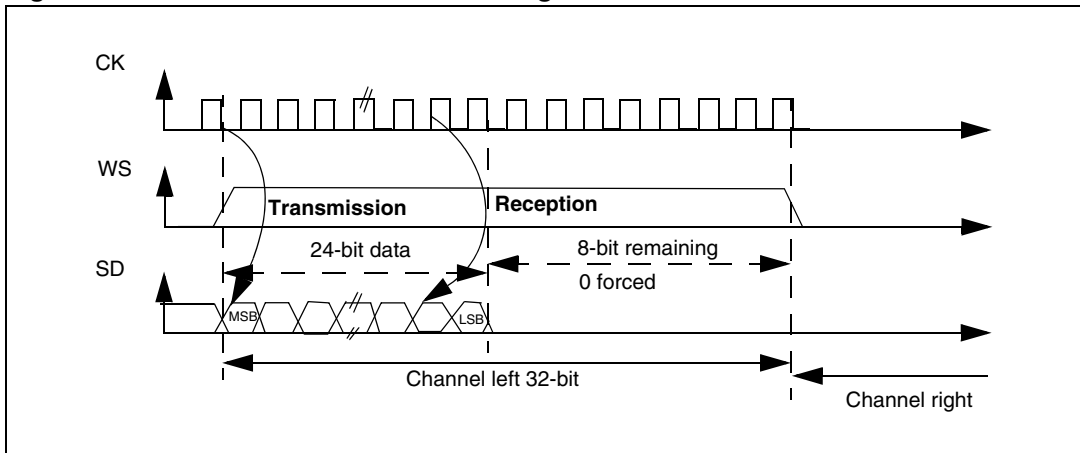 CK
WS
Transmission
Reception
24-bit data
8-bit remaining
0 forced
SD
MSB
LSB
Channel left 32-bit
Channel right